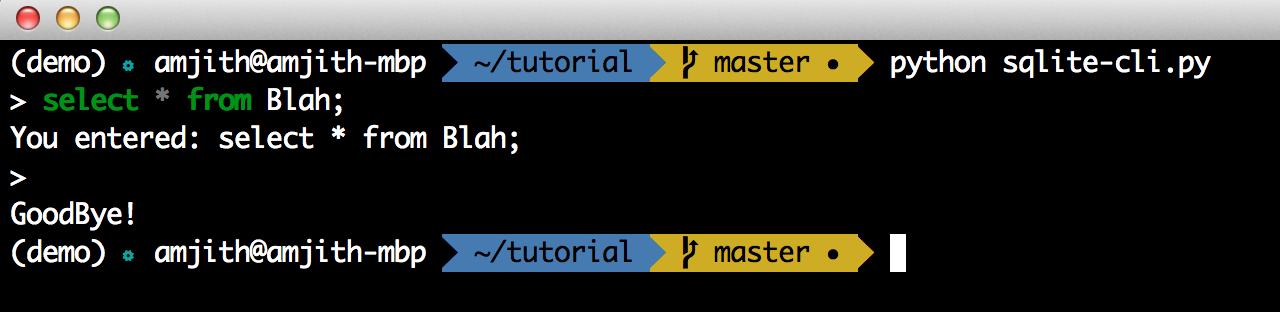 (demo) amjith@amjith-mbp ~/tutorial master • python sqlite-cli.py
> select * from Blah;
You entered: select * from Blah;
>
GoodBye!
(demo) amjith@amjith-mbp ~/tutorial master •